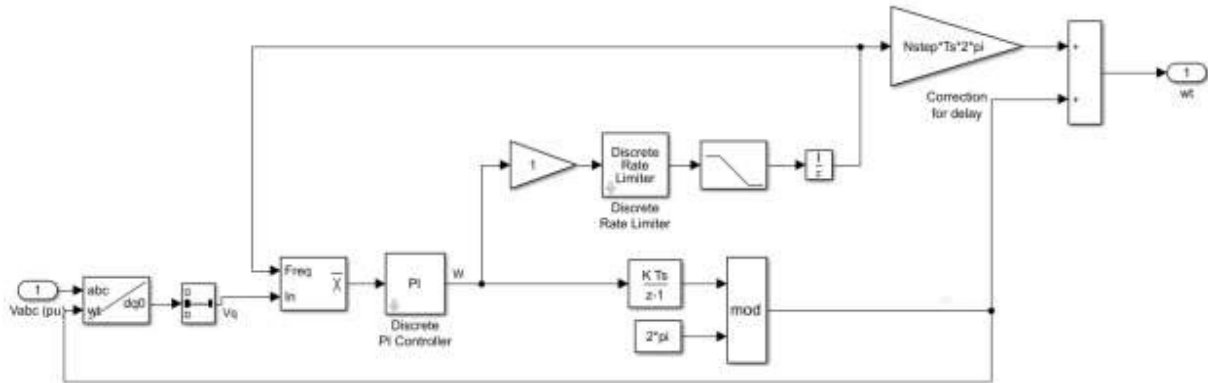 Nstep*Ts*2*pi
Correction
for delay
1
wt
1
Discrete
Rate
Limiter
Discrete
Rate Limiter
1
z
1
Vabc (pu)
abc
wt
dq0
Vq
Freq
In
X
PI
Discrete
PI Controller
W
K Ts
z-1
2*pi
mod